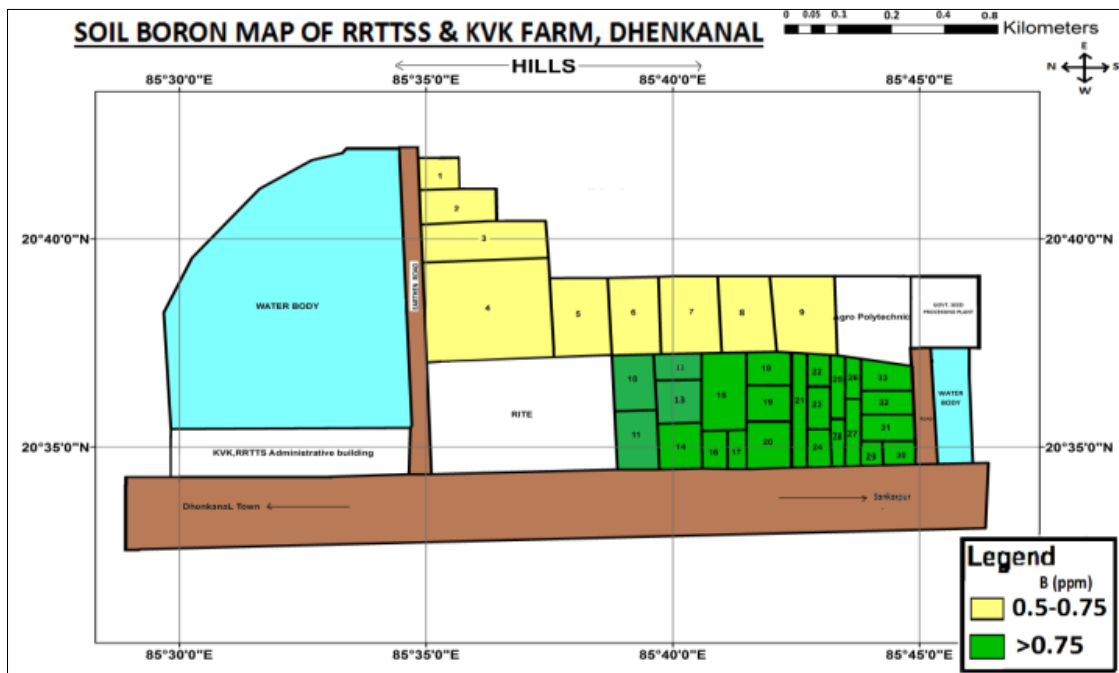 SOIL BORON MAP OF RRTTSS & KVK FARM, DHENKANAL
0 0.05 0.1 0.2 0.4 0.8
Kilometers
HILLS
E
N S
W
85°30'0"E 85°35'0"E 85°40'0"E 85°45'0"E
1
2
3
20°40'0"N 20°40'0"N
EARTHEN ROAD
WATER BODY
4 5 6 7 8 9
Agro Polytechnic
GOVT. SEED
PROCESSING PLANT
10 12 15 18 21 22 25 26 33
13 19 23 32
RITE
WATER
BODY
ROAD
11 14 16 17 20 24 28 27 31
29 30
20°35'0"N 20°35'0"N
KVK,RRTTS Administrative building
DhenkanaL Town
Sankarpur
Legend
B (ppm)
0.5-0.75
>0.75
85°30'0"E 85°35'0"E 85°40'0"E 85°45'0"E